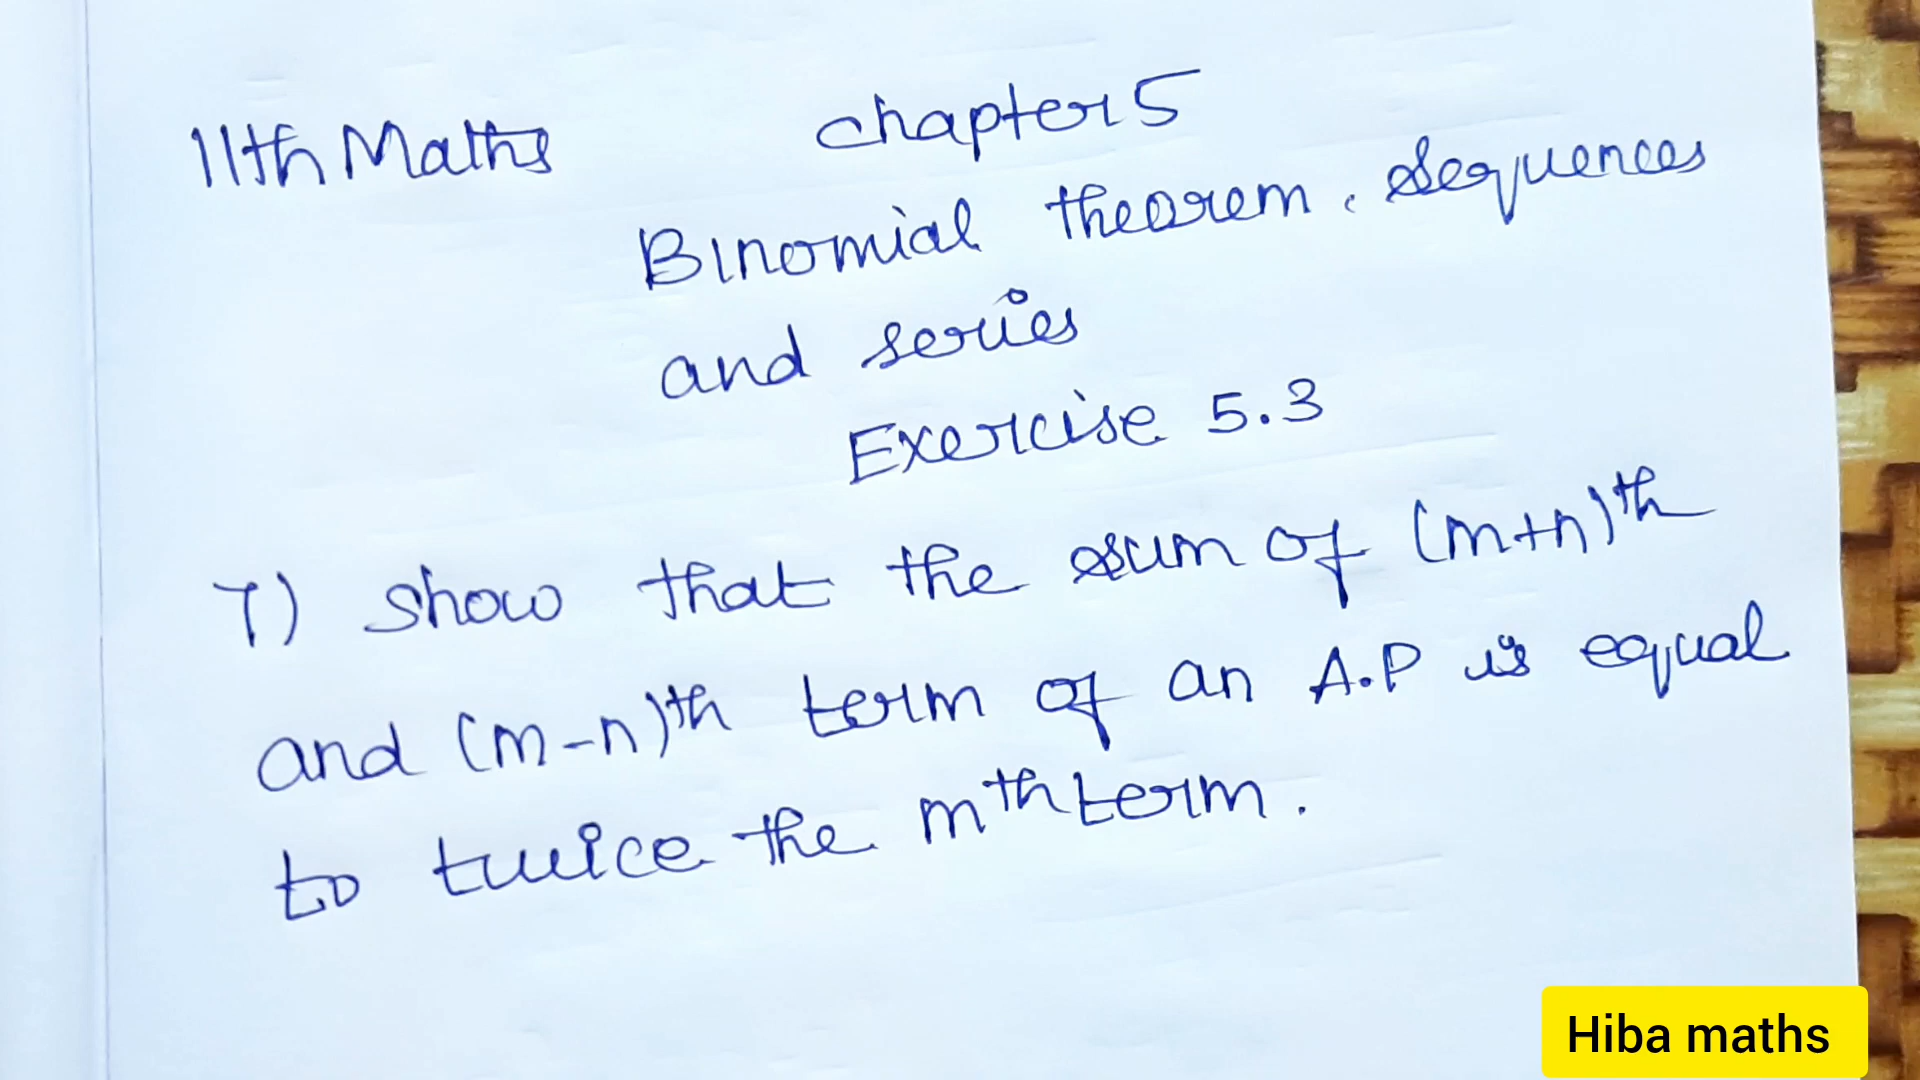 11th Maths chapter 5
Binomial theorem, Sequences
and series
Exercise 5.3
7) show that the sum of (m+n)th
and (m-n)th term of an A.P is equal
to twice the mth term.
Hiba maths